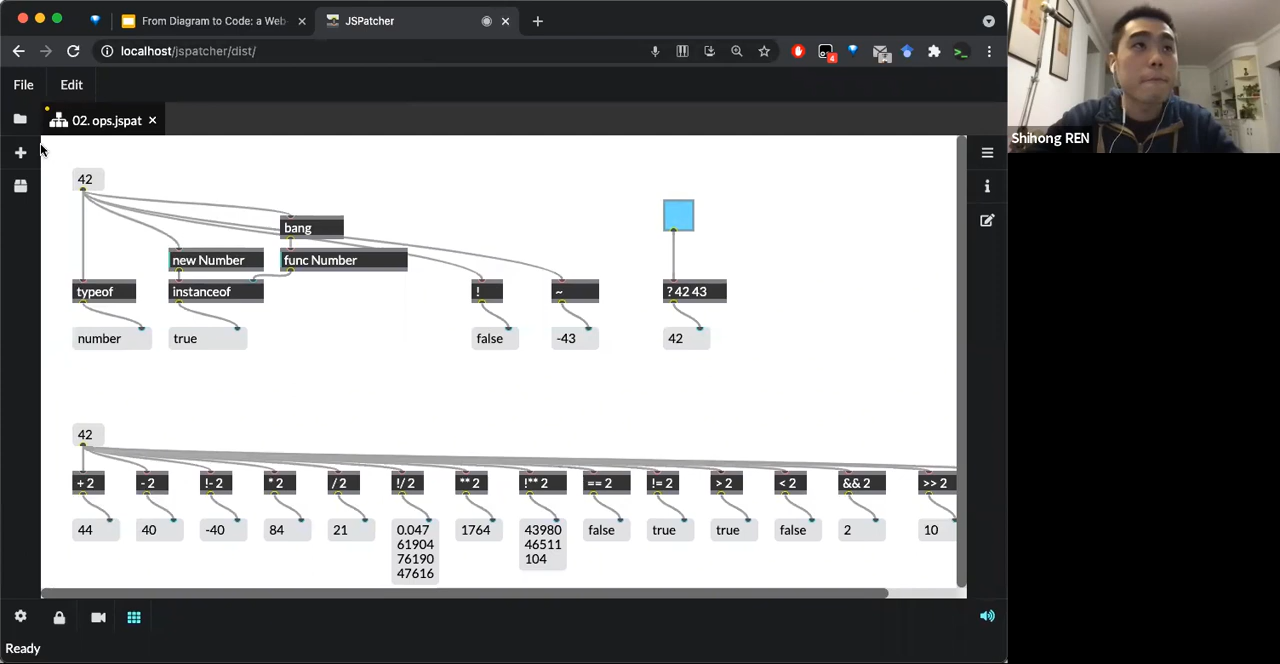 From Diagram to Code: a Web
JSPatcher
localhost/jspatcher/dist/
4
File
Edit
02. ops.jspat
Shihong REN
42
bang
new Number
func Number
typeof
instanceof
!
~
? 42 43
number
true
false
-43
42
42
+ 2
- 2
!- 2
* 2
/ 2
!/ 2
** 2
!** 2
== 2
!= 2
> 2
< 2
&& 2
>> 2
44
40
-40
84
21
0.047
61904
76190
47616
1764
43980
46511
104
false
true
true
false
2
10
Ready